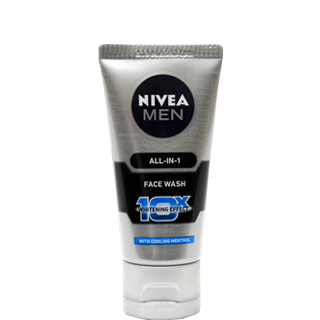 NIVEA
MEN
ALL-IN-1
FACE WASH
10X
WHITENING EFFECT
WITH COOLING MENTHOL